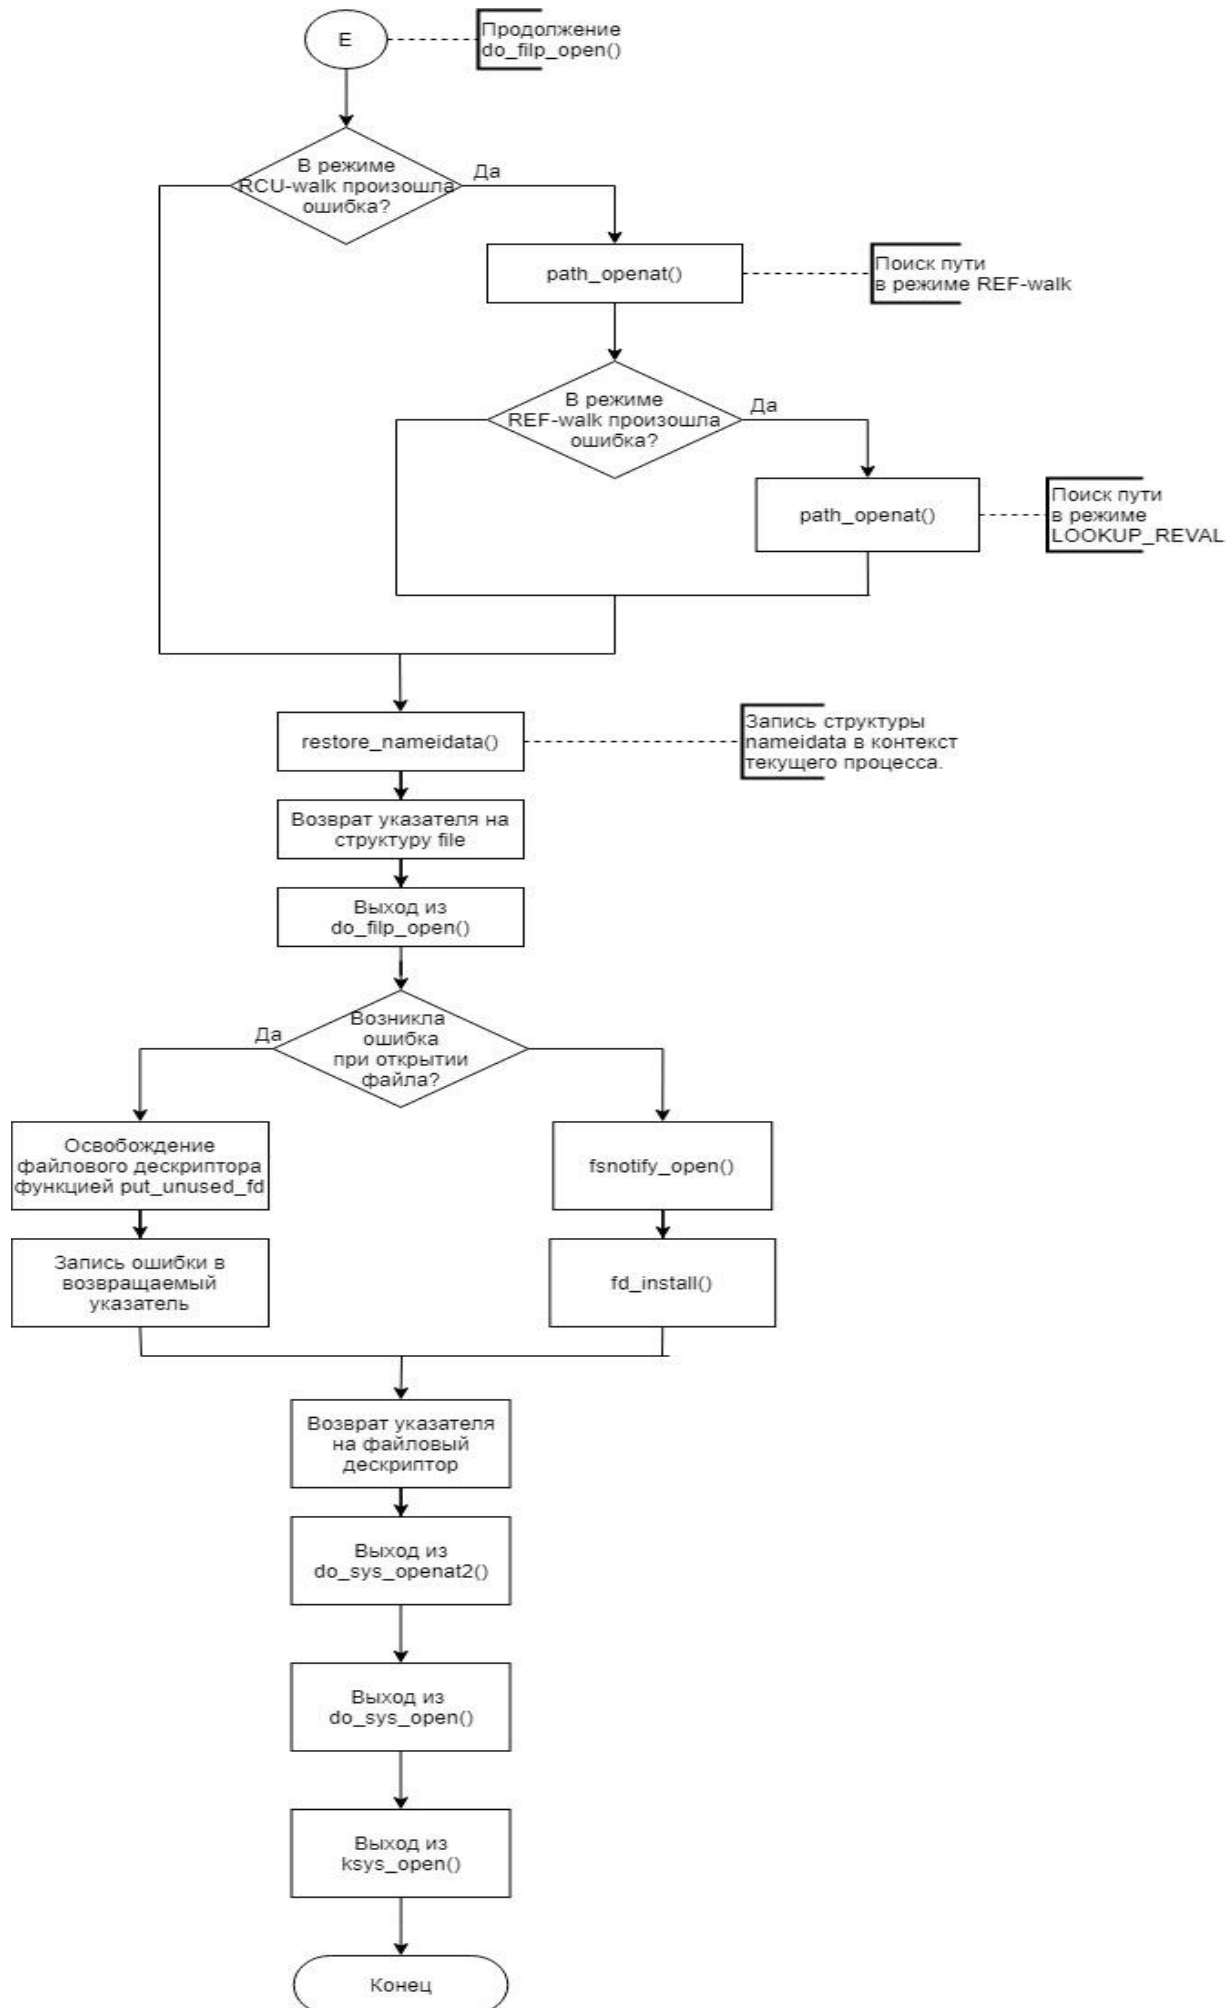 E
Продолжение
do_filp_open()
В режиме
RCU-walk произошла
ошибка?
Да
path_openat()
Поиск пути
в режиме REF-walk
В режиме
REF-walk произошла
ошибка?
Да
path_openat()
Поиск пути
в режиме
LOOKUP_REVAL
restore_nameidata()
Запись структуры
nameidata в контекст
текущего процесса.
Возврат указателя на
структуру file
Выход из
do_filp_open()
Возникла
ошибка
при открытии
файла?
Да
Освобождение
файлового дескриптора
функцией put_unused_fd
fsnotify_open()
Запись ошибки в
возвращаемый
указатель
fd_install()
Возврат указателя
на файловый
дескриптор
Выход из
do_sys_openat2()
Выход из
do_sys_open()
Выход из
ksys_open()
Конец